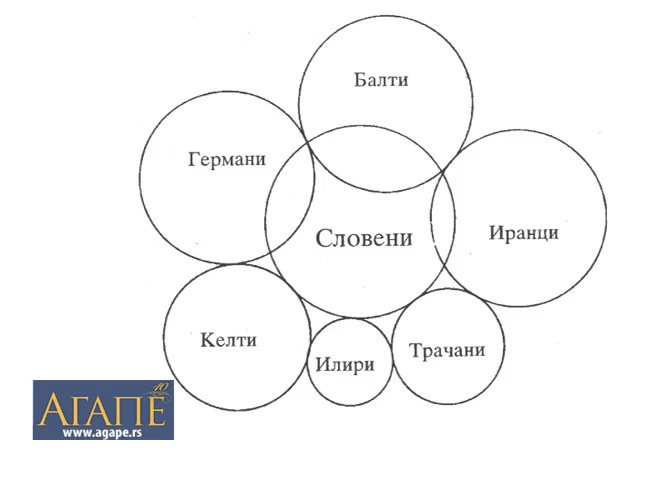 Балти
Германи
Словени
Иранци
Келти
Илири
Трачани
АГАПЕ
www.agape.rs